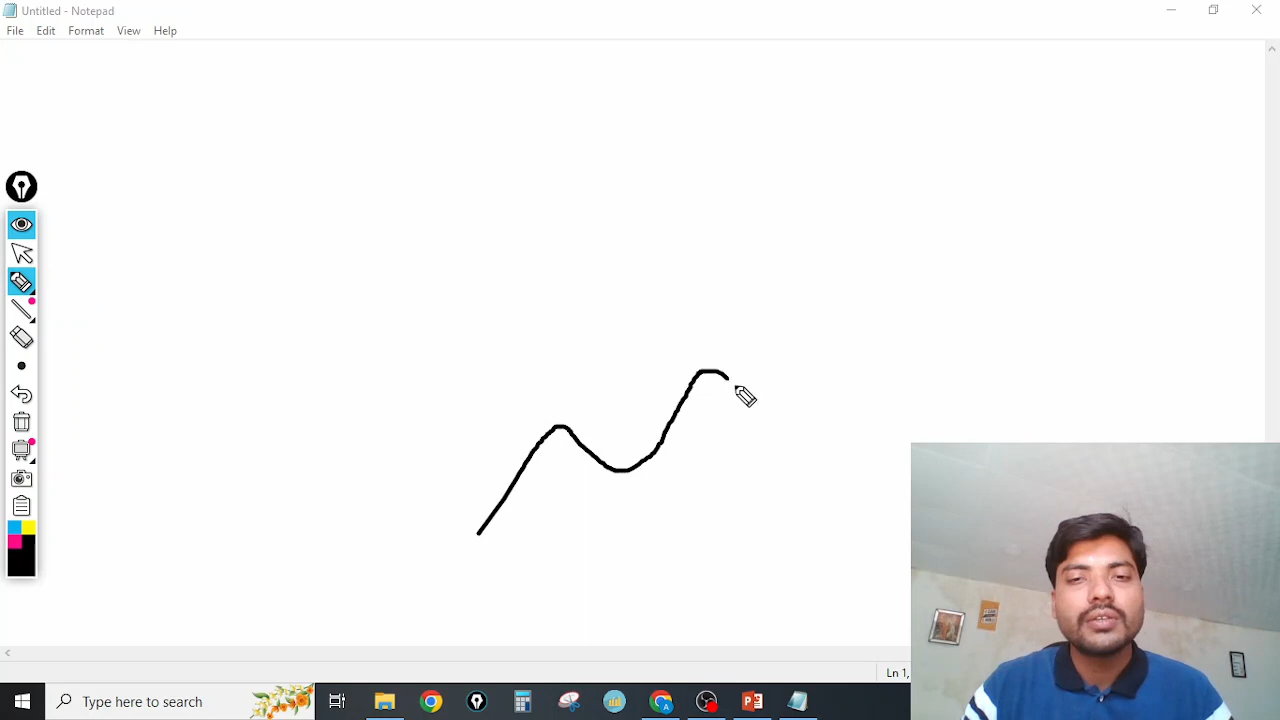 Untitled - Notepad
File Edit Format View Help
Ln 1,
Type here to search